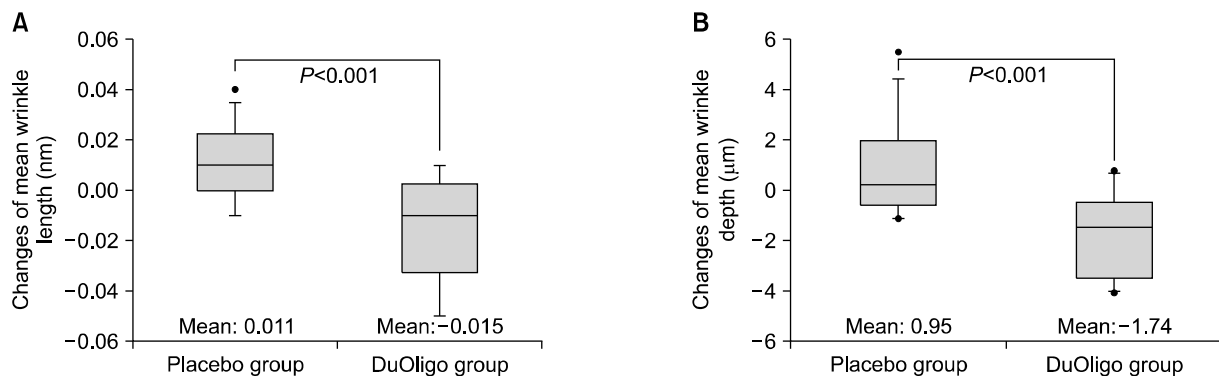 A
Changes of mean wrinkle
length (nm)
0.06
0.04
0.02
0.00
−0.02
−0.04
−0.06
P<0.001
Mean: 0.011
Mean:−0.015
Placebo group
DuOligo group
B
Changes of mean wrinkle
depth (μm)
6
4
2
0
−2
−4
−6
P<0.001
Mean: 0.95
Mean:−1.74
Placebo group
DuOligo group